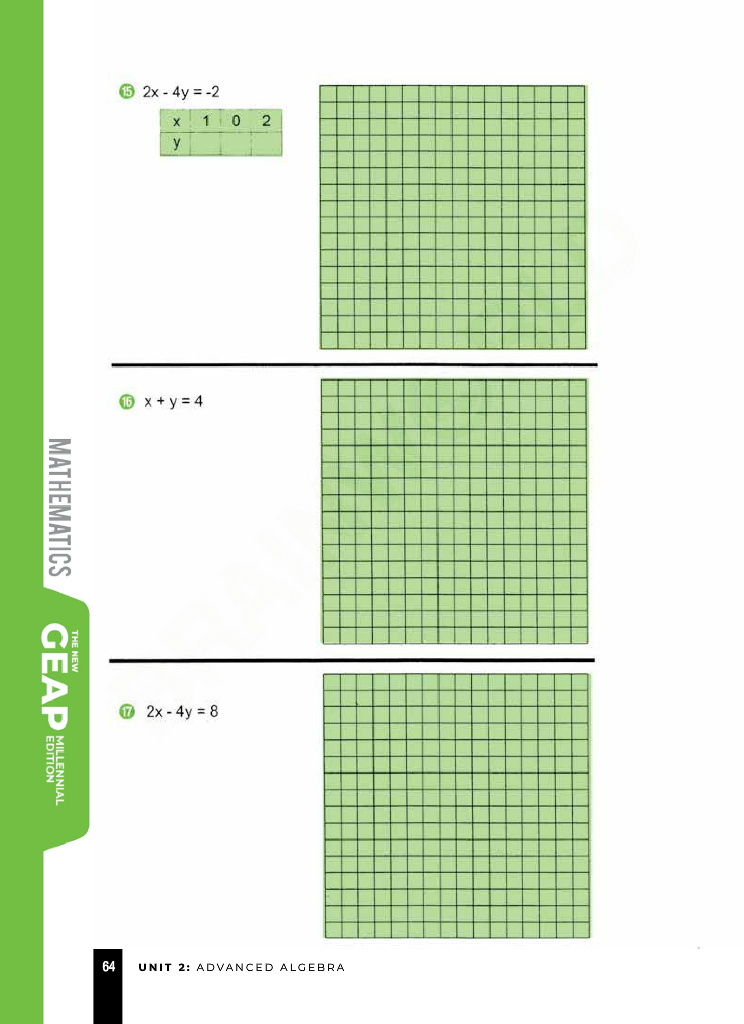 15 2x - 4y = -2
x 1 0 2
y
16 x + y = 4
17 2x - 4y = 8
MATHEMATICS
THE NEW
GEAP
MILLENNIAL
EDITION
64 UNIT 2: ADVANCED ALGEBRA